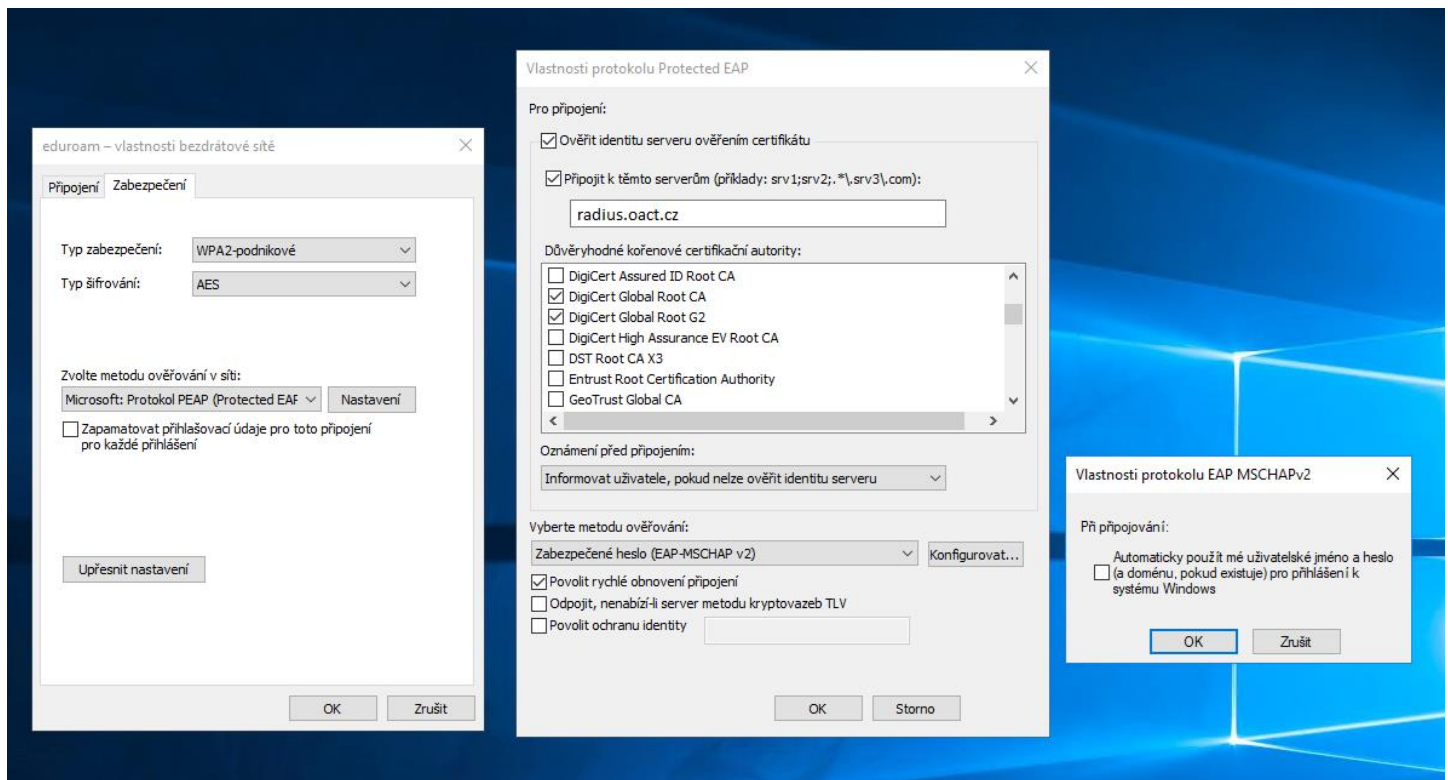 eduroam – vlastnosti bezdrátové sítě
Připojení
Zabezpečení
Typ zabezpečení:
WPA2-podnikové
Typ šifrování:
AES
Zvolte metodu ověřování v síti:
Microsoft: Protokol PEAP (Protected EAF
Nastavení
Zapamatovat přihlašovací údaje pro toto připojení
pro každé přihlášení
Upřesnit nastavení
OK
Zrušit
Vlastnosti protokolu Protected EAP
Pro připojení:
Ověřit identitu serveru ověřením certifikátu
Připojit k těmto serverům (příklady: srv1;srv2;.*\.srv3\.com):
radius.oact.cz
Důvěryhodné kořenové certifikační autority:
DigiCert Assured ID Root CA
DigiCert Global Root CA
DigiCert Global Root G2
DigiCert High Assurance EV Root CA
DST Root CA X3
Entrust Root Certification Authority
GeoTrust Global CA
Oznámení před připojením:
Informovat uživatele, pokud nelze ověřit identitu serveru
Vyberte metodu ověřování:
Zabezpečené heslo (EAP-MSCHAP v2)
Konfigurovat...
Povolit rychlé obnovení připojení
Odpojit, nenabízí-li server metodu kryptovazeb TLV
Povolit ochranu identity
OK
Storno
Vlastnosti protokolu EAP MSCHAPv2
Při připojování:
Automaticky použít mé uživatelské jméno a heslo
(a doménu, pokud existuje) pro přihlášení k
systému Windows
OK
Zrušit